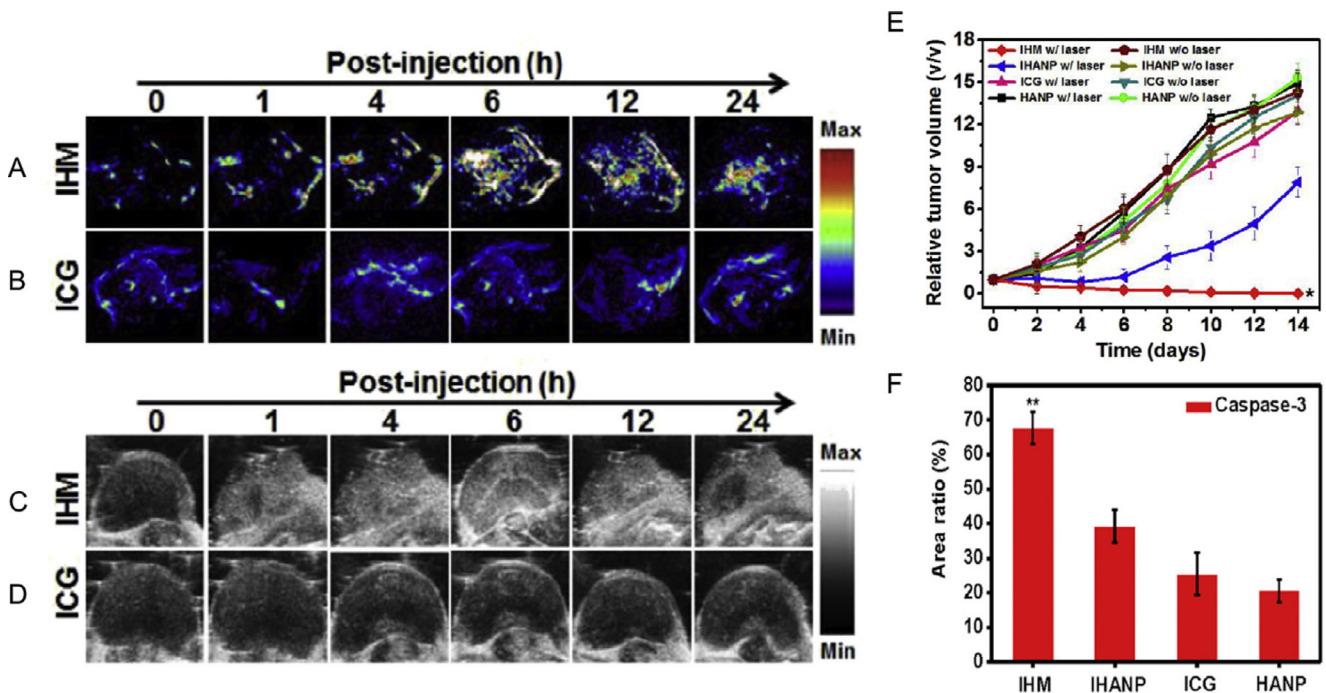 Post-injection (h)
0 1 4 6 12 24
A IHM
Max
B ICG
Min
Post-injection (h)
0 1 4 6 12 24
C IHM
Max
D ICG
Min
E
Relative tumor volume (v/v)
18
15
12
9
6
3
0
IHM w/ laser IHM w/o laser
IHANP w/ laser IHANP w/o laser
ICG w/ laser ICG w/o laser
HANP w/ laser HANP w/o laser
*
0 2 4 6 8 10 12 14
Time (days)
F
Area ratio (%)
80
70
60
50
40
30
20
10
0
**
Caspase-3
IHM IHANP ICG HANP